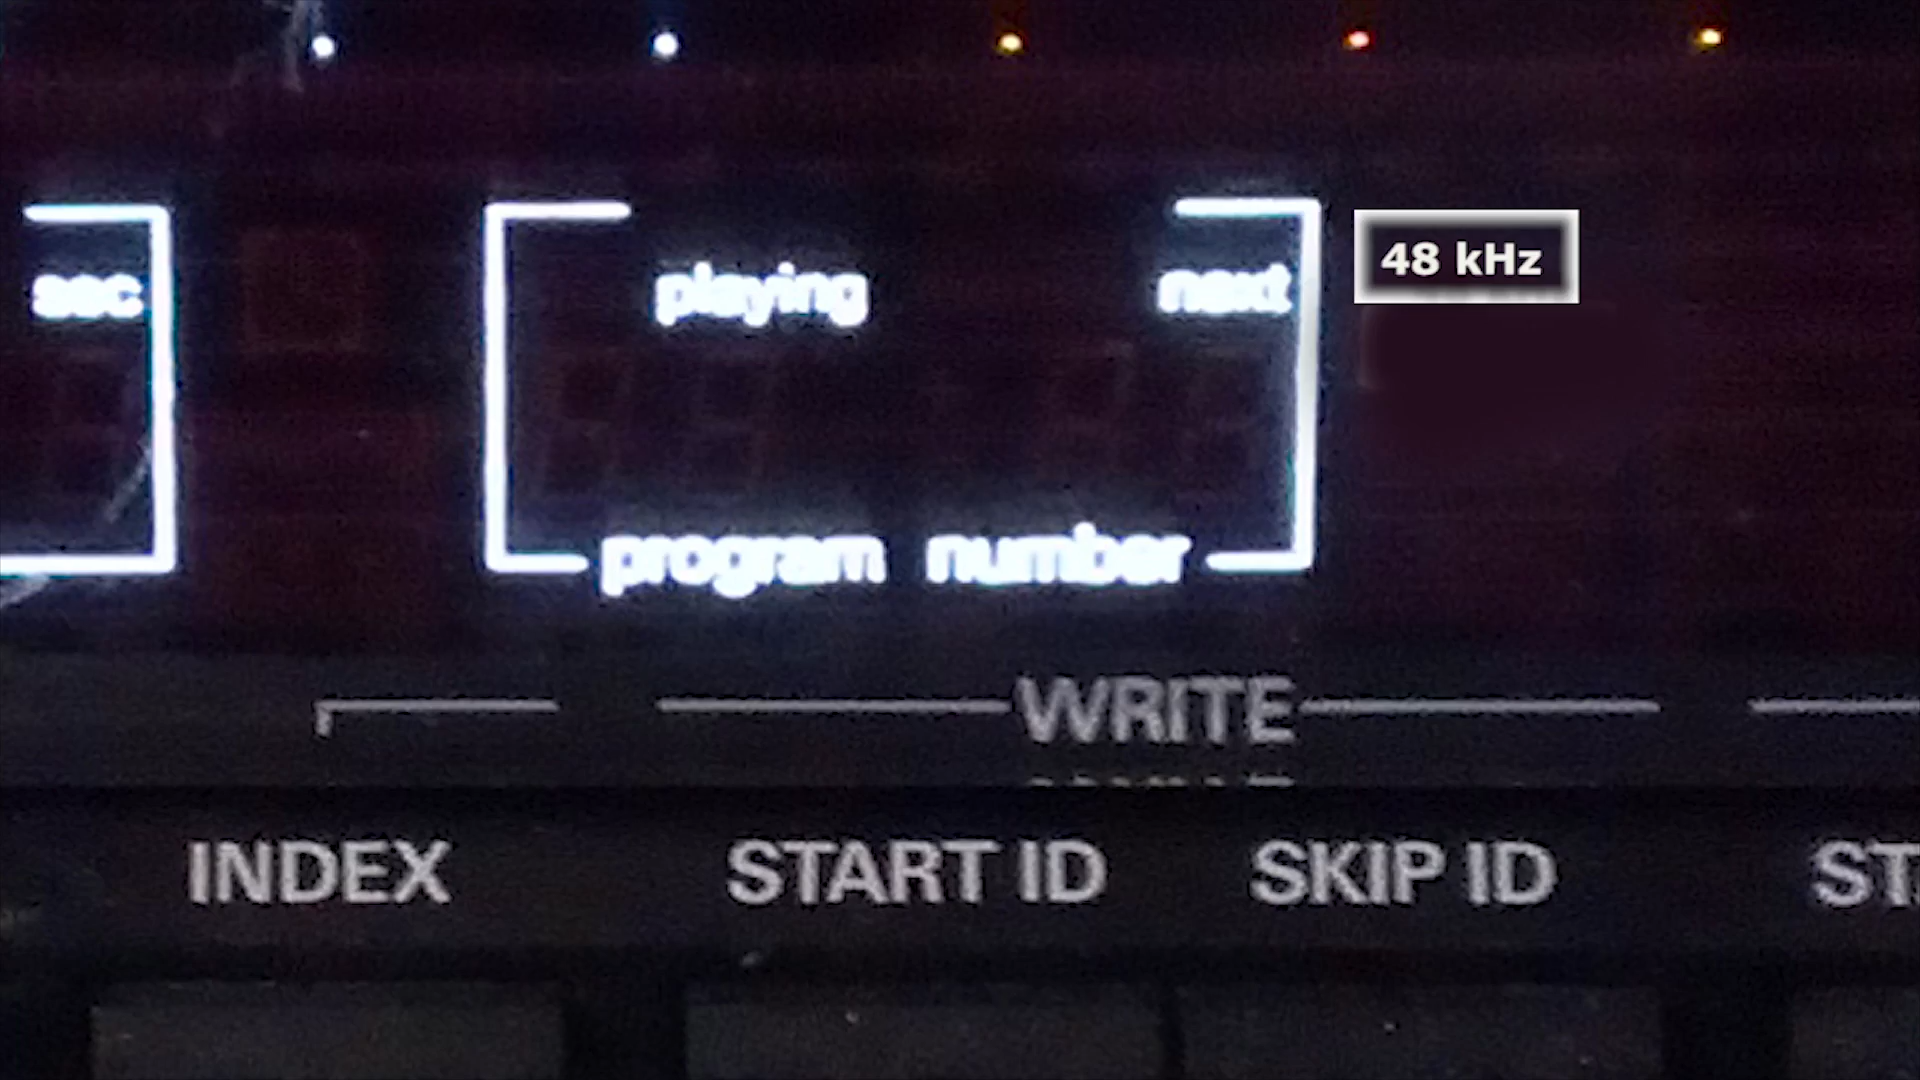 48 kHz
sec
playing
next
program number
WRITE
INDEX
START ID
SKIP ID